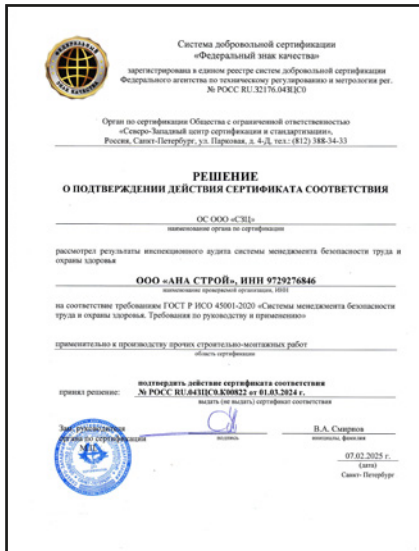 Система добровольной сертификации
«Федеральный знак качества»
зарегистрирована в едином реестре систем добровольной сертификации
Федерального агентства по техническому регулированию и метрологии рег.
№ РОСС RU.32176.04ЗЦС0
Орган по сертификации Общества с ограниченной ответственностью
«Северо-Западный центр сертификации и стандартизации»,
Россия, Санкт-Петербург, ул. Парковая, д. 4-Д, тел.: (812) 388-34-33
РЕШЕНИЕ
О ПОДТВЕРЖДЕНИИ ДЕЙСТВИЯ СЕРТИФИКАТА СООТВЕТСТВИЯ
ОС ООО «СЗЦ»
наименование органа по сертификации
рассмотрел результаты инспекционного аудита системы менеджмента безопасности труда и
охраны здоровья
ООО «АНА СТРОЙ», ИНН 9729276846
наименование проверяемой организации, ИНН
на соответствие требованиям ГОСТ Р ИСО 45001-2020 «Системы менеджмента безопасности
труда и охраны здоровья. Требования по руководству и применению»
применительно к производству прочих строительно-монтажных работ
область сертификации
подтвердить действие сертификата соответствия
принял решение: № РОСС RU.04ЗЦС0.К00822 от 01.03.2024 г.
выдать (не выдать) сертификат соответствия
Зам. руководителя
органа по сертификации
М.П.
подпись
В.А. Смирнов
инициалы, фамилия
07.02.2025 г.
(дата)
Санкт- Петербург